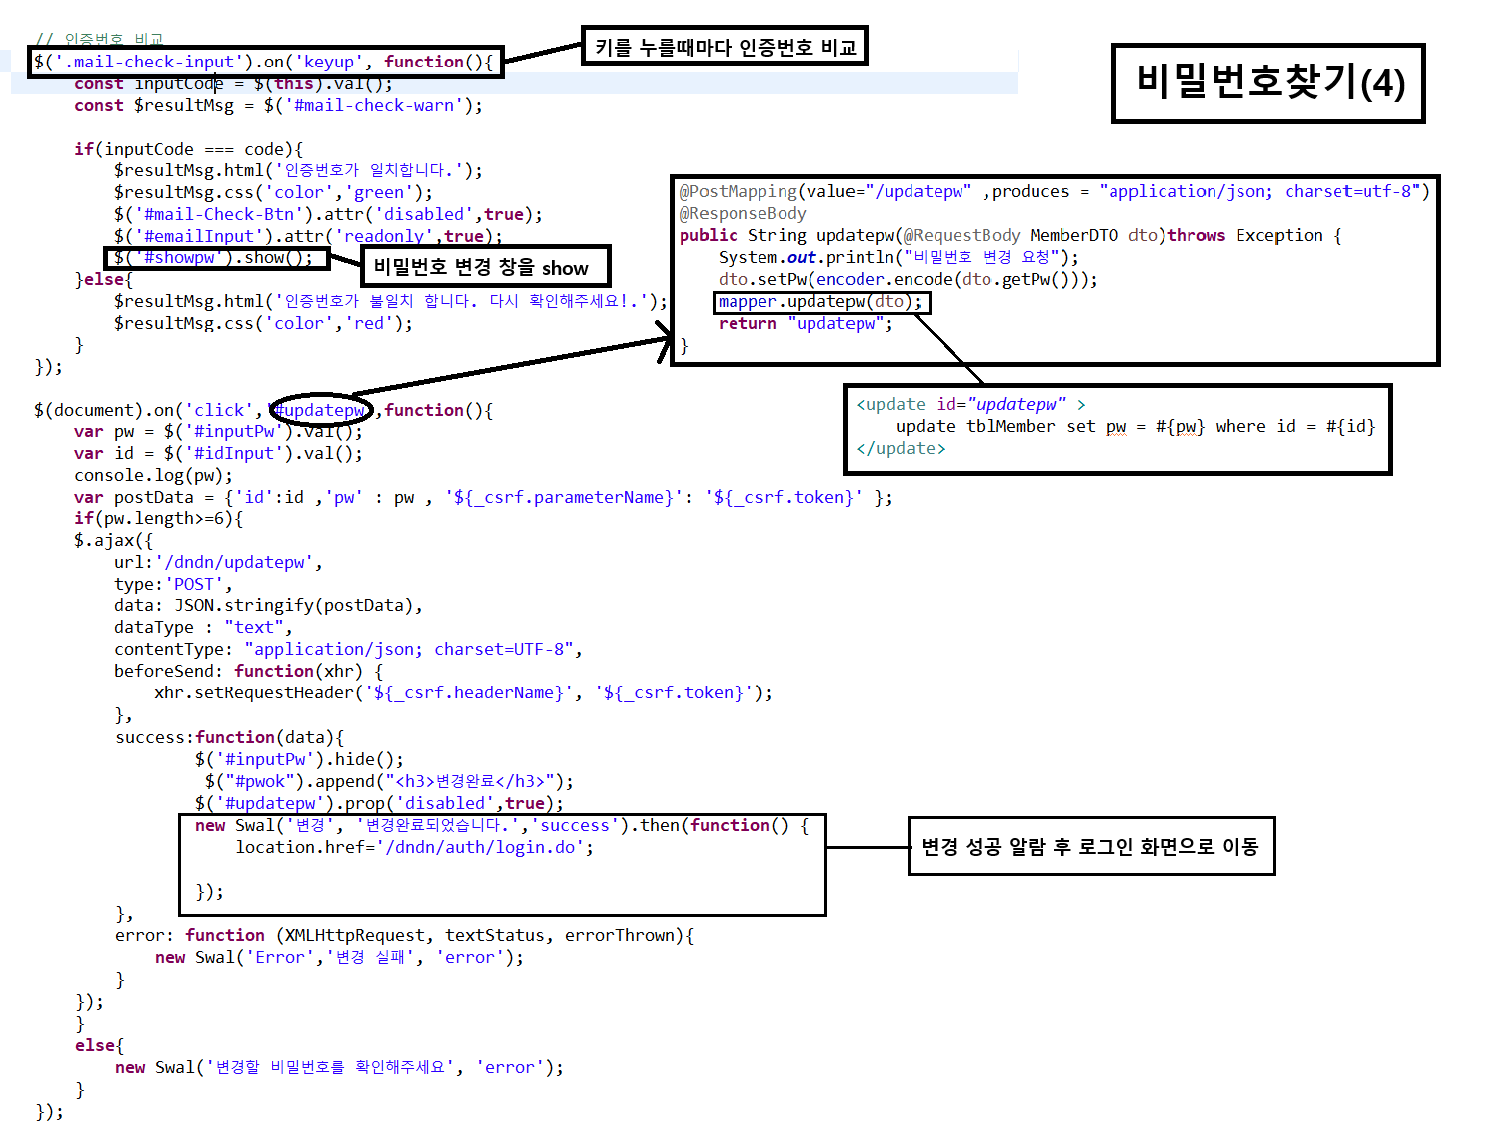 // 인증번호 비교
$('.mail-check-input').on('keyup', function(){
키를 누를때마다 인증번호 비교
비밀번호찾기(4)
const inputCode = $(this).val();
const $resultMsg = $('#mail-check-warn');
if(inputCode === code){
$resultMsg.html('인증번호가 일치합니다.');
$resultMsg.css('color','green');
$('#mail-Check-Btn').attr('disabled',true);
$('#emailInput').attr('readonly',true);
$('#showpw').show();
비밀번호 변경 창을 show
}else{
$resultMsg.html('인증번호가 불일치 합니다. 다시 확인해주세요!.');
$resultMsg.css('color','red');
}
});
@PostMapping(value="/updatepw" ,produces = "application/json; charset=utf-8")
@ResponseBody
public String updatepw(@RequestBody MemberDTO dto)throws Exception {
System.out.println("비밀번호 변경 요청");
dto.setPw(encoder.encode(dto.getPw()));
mapper.updatepw(dto);
return "updatepw";
}
<update id="updatepw" >
update tblMember set pw = #{pw} where id = #{id}
</update>
$(document).on('click','#updatepw',function(){
var pw = $('#inputPw').val();
var id = $('#idInput').val();
console.log(pw);
var postData = {'id':id ,'pw' : pw , '${_csrf.parameterName}': '${_csrf.token}' };
if(pw.length>=6){
$.ajax({
url:'/dndn/updatepw',
type:'POST',
data: JSON.stringify(postData),
dataType : "text",
contentType: "application/json; charset=UTF-8",
beforeSend: function(xhr) {
xhr.setRequestHeader('${_csrf.headerName}', '${_csrf.token}');
},
success:function(data){
$('#inputPw').hide();
$("#pwok").append("<h3>변경완료</h3>");
$('#updatepw').prop('disabled',true);
new Swal('변경', '변경완료되었습니다.','success').then(function() {
location.href='/dndn/auth/login.do';
});
변경 성공 알람 후 로그인 화면으로 이동
},
error: function (XMLHttpRequest, textStatus, errorThrown){
new Swal('Error','변경 실패', 'error');
}
});
}
else{
new Swal('변경할 비밀번호를 확인해주세요', 'error');
}
});